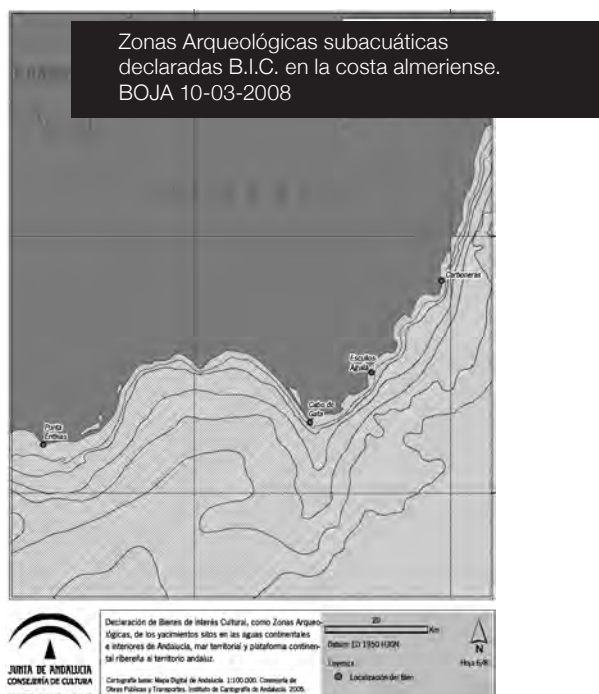 Zonas Arqueológicas subacuáticas
declaradas B.I.C. en la costa almeriense.
BOJA 10-03-2008
Carboneras
Escullos
Cabo de
Gata
Punta
Entinas
JUNTA DE ANDALUCIA
CONSEJERÍA DE CULTURA
Declaración de Bienes de Interés Cultural, como Zonas Arqueo-
lógicas, de los yacimientos sitos en las aguas continentales
e interiores de Andalucía, mar territorial y plataforma continen-
tal ribereña al territorio andaluz.
Cartografía base: Mapa Digital de Andalucía. 1:100.000. Consejería de
Obras Públicas y Transportes. Instituto de Cartografía de Andalucía. 2005.
20
Km
Datum: ED 1950 H30N
Leyenda
Localización del Bien
N
Hoja 6/8